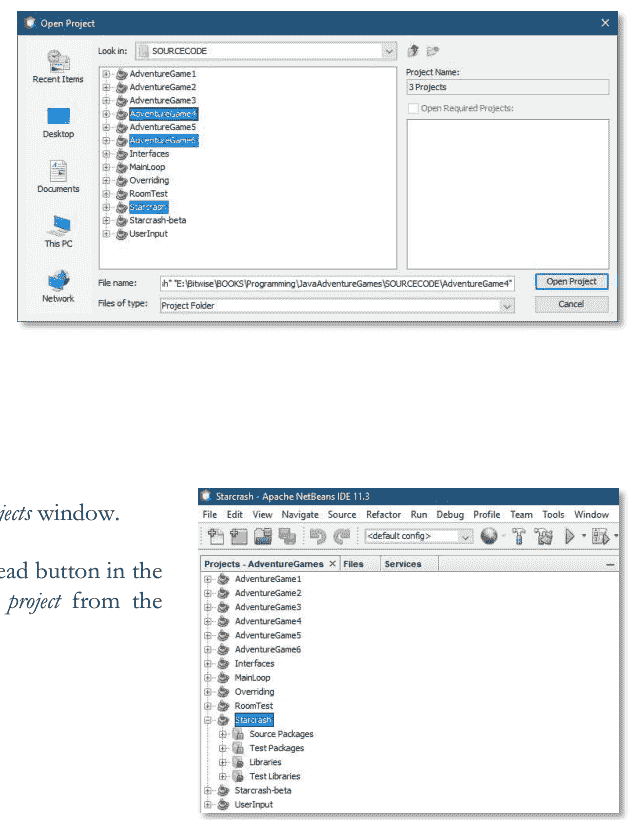 Open Project
Look in: SOURCECODE
Recent Items
Desktop
Documents
This PC
Network
AdventureGame1
AdventureGame2
AdventureGame3
AdventureGame4
AdventureGame5
AdventureGame6
Interfaces
MainLoop
Overriding
RoomTest
Starcrash
Starcrash-beta
UserInput
Project Name:
3 Projects
Open Required Projects:
File name: ih" "E:\Bitwise\BOOKS\Programming\JavaAdventureGames\SOURCECODE\AdventureGame4"
Open Project
Files of type: Project Folder
Cancel
jects window.
ead button in the
project from the
Starcrash - Apache NetBeans IDE 11.3
File Edit View Navigate Source Refactor Run Debug Profile Team Tools Window
<default config>
Projects - AdventureGames × Files Services
AdventureGame1
AdventureGame2
AdventureGame3
AdventureGame4
AdventureGame5
AdventureGame6
Interfaces
MainLoop
Overriding
RoomTest
Starcrash
Source Packages
Test Packages
Libraries
Test Libraries
Starcrash-beta
UserInput